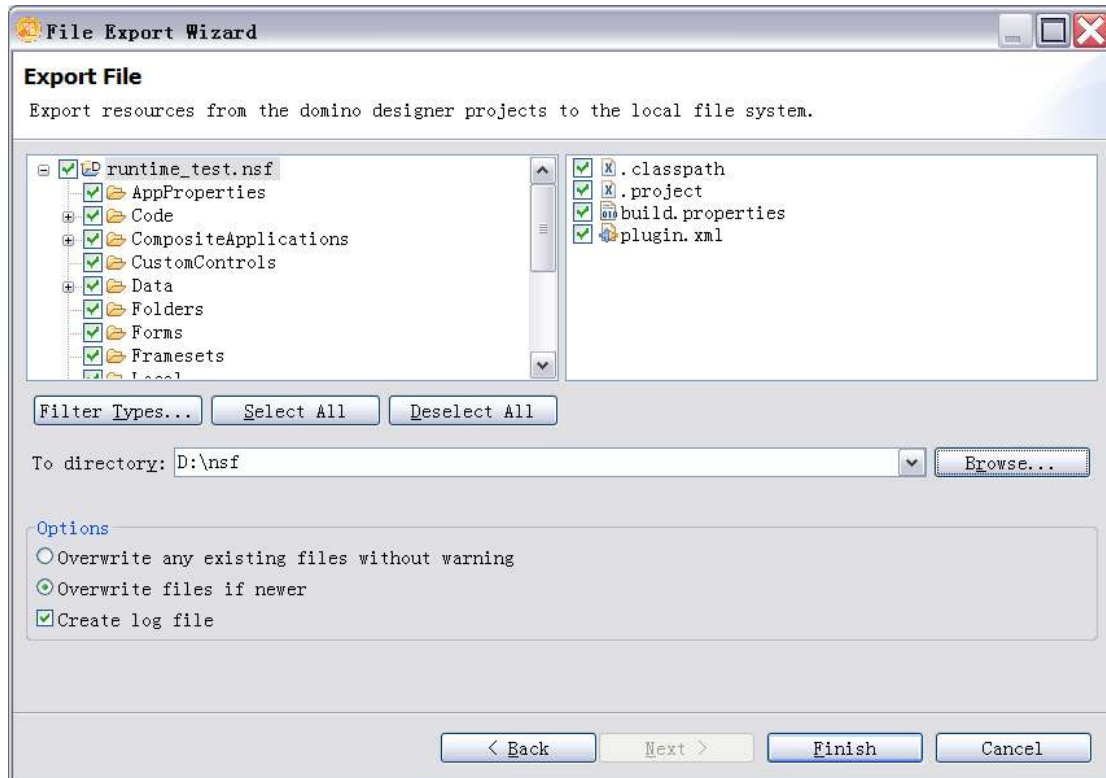 File Export Wizard
Export File
Export resources from the domino designer projects to the local file system.
runtime_test.nsf
AppProperties
Code
CompositeApplications
CustomControls
Data
Folders
Forms
Framesets
.classpath
.project
build.properties
plugin.xml
Filter Types... Select All Deselect All
To directory: D:\nsf Browse...
Options
Overwrite any existing files without warning
Overwrite files if newer
Create log file
< Back Next > Finish Cancel